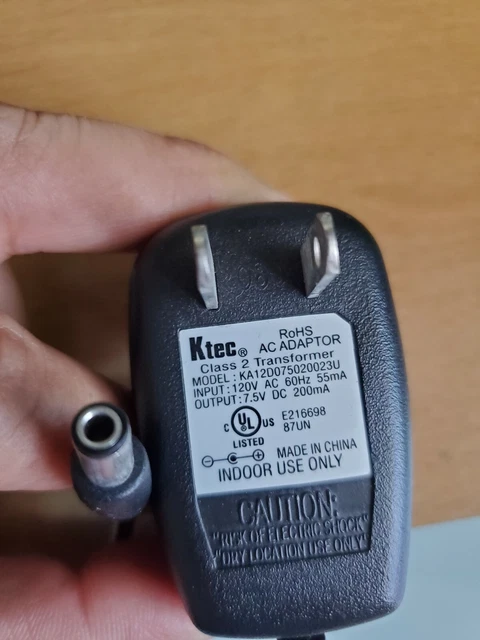 RoHS
Ktec® AC ADAPTOR
Class 2 Transformer
MODEL : KA12D075020023U
INPUT: 120V AC 60Hz 55mA
OUTPUT: 7.5V DC 200mA
C UL US E216698
LISTED 87UN
MADE IN CHINA
INDOOR USE ONLY
CAUTION:
"RISK OF ELECTRIC SHOCK"
"DRY LOCATION USE ONLY"